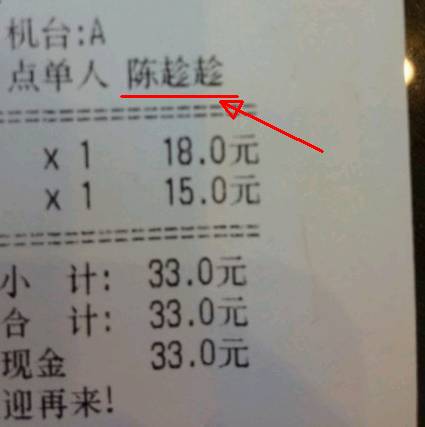 机台:A
点单人 陈趁趁
x 1 18.0元
x 1 15.0元
小 计: 33.0元
合 计: 33.0元
现金 33.0元
迎再来!